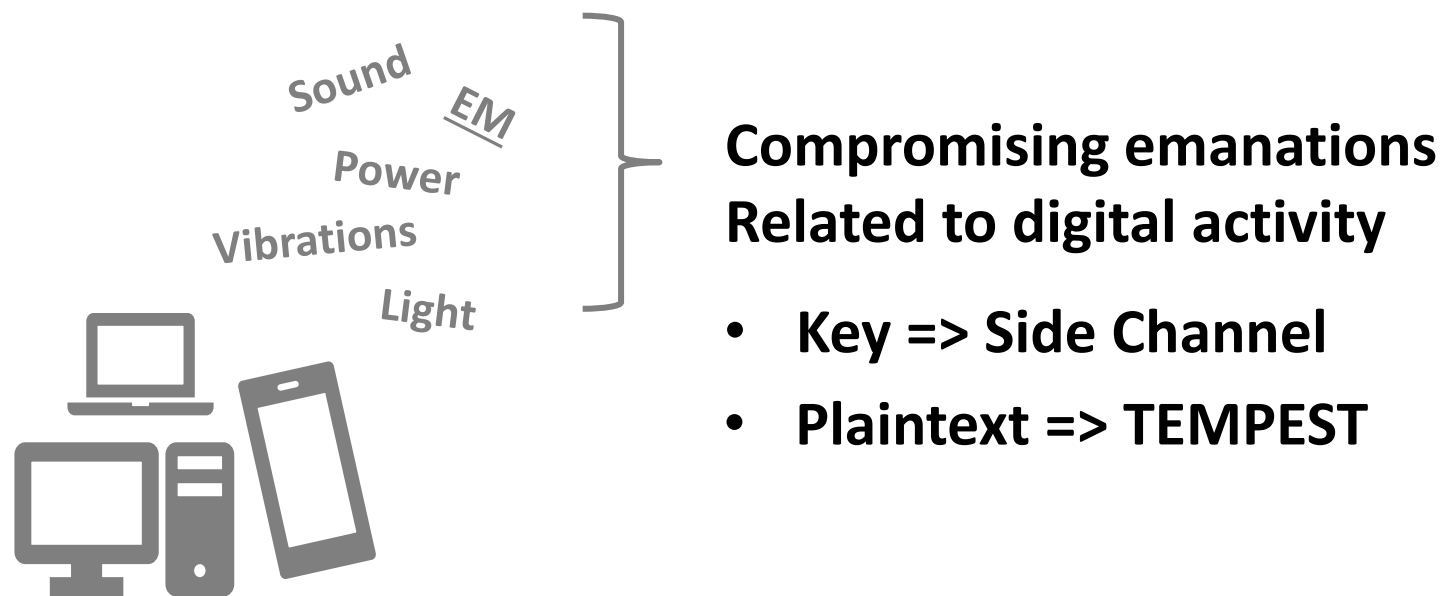 Sound
EM
Power
Vibrations
Light
Compromising emanations
Related to digital activity
• Key => Side Channel
• Plaintext => TEMPEST